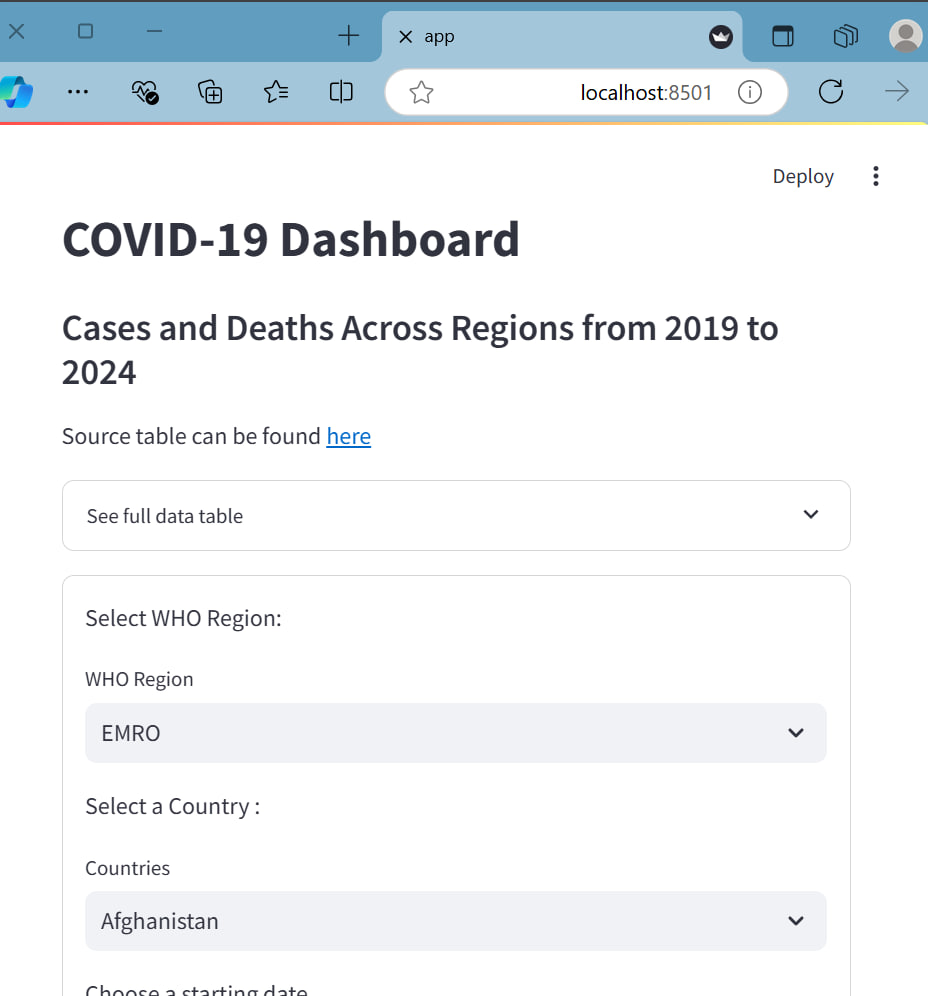 app
localhost:8501
Deploy
COVID-19 Dashboard
Cases and Deaths Across Regions from 2019 to
2024
Source table can be found here
See full data table
Select WHO Region:
WHO Region
EMRO
Select a Country :
Countries
Afghanistan
Choose a starting date